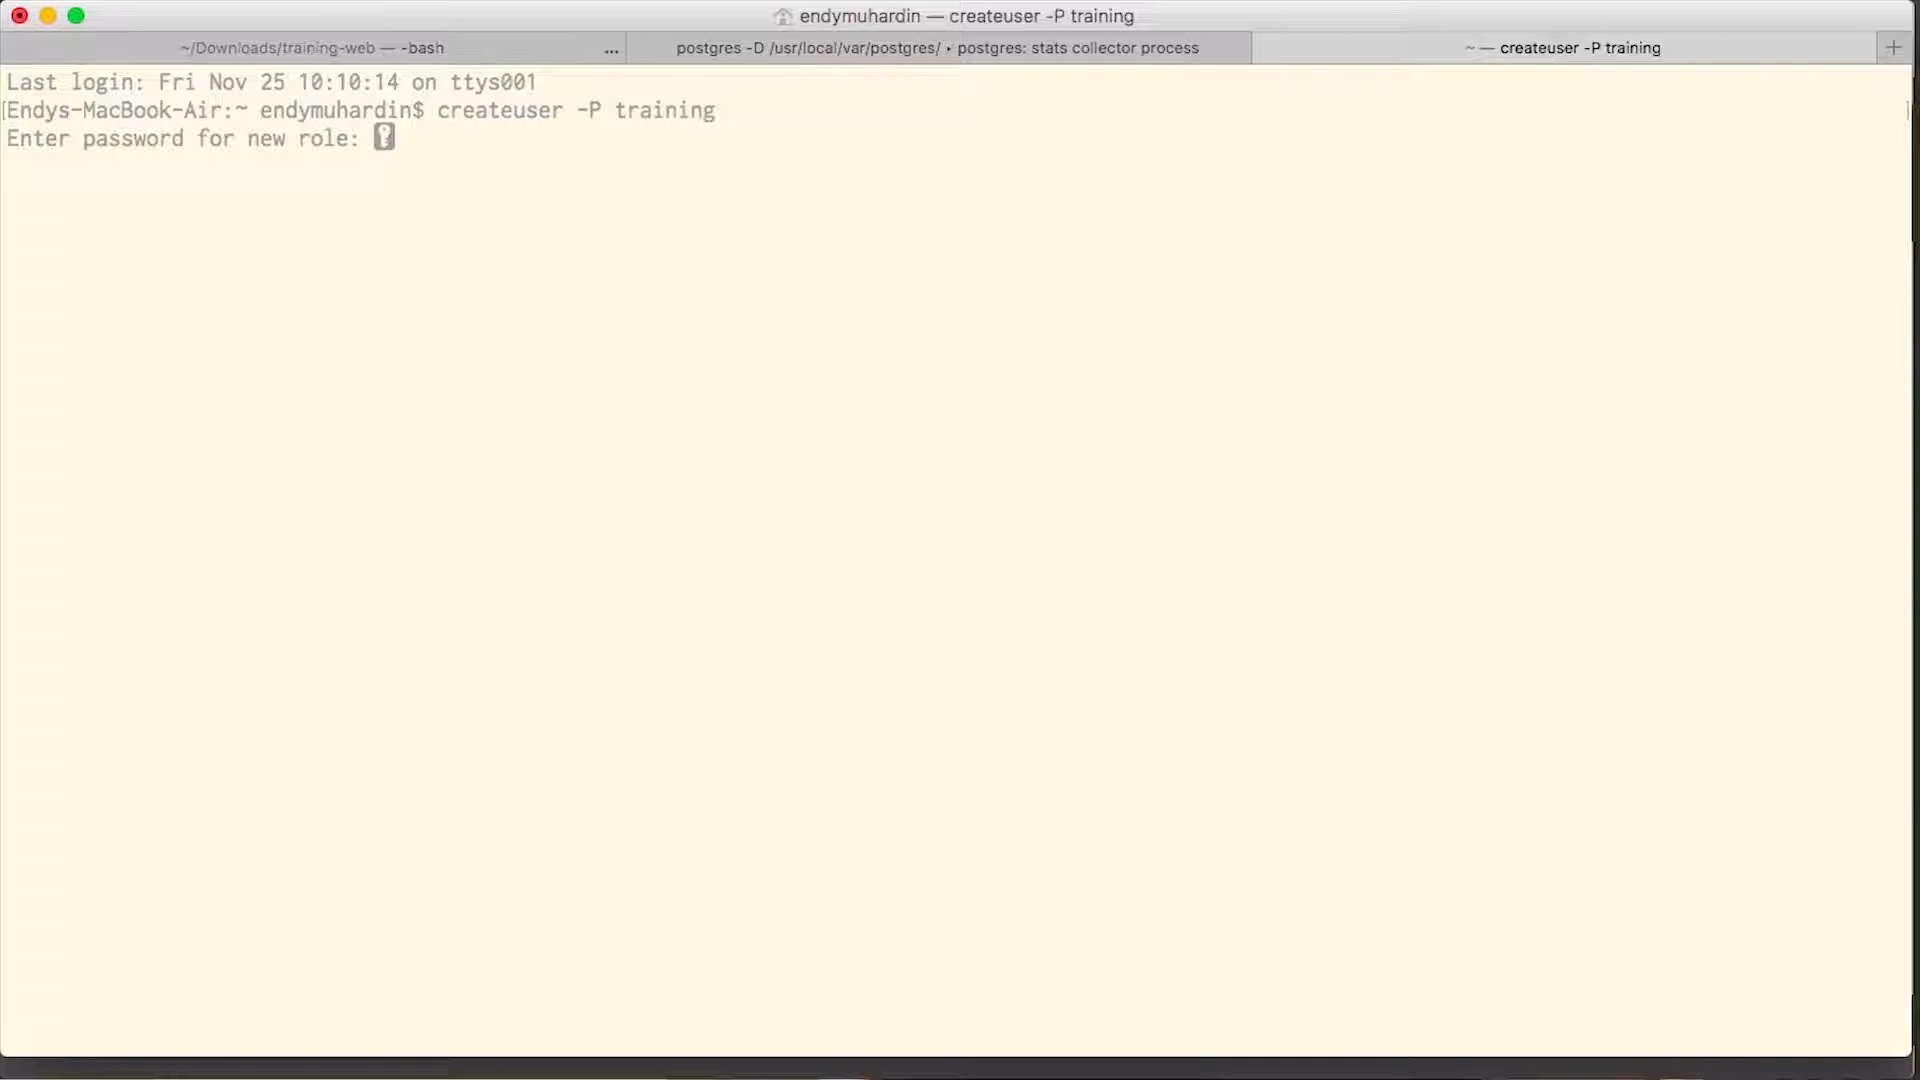 endymuhardin — createuser -P training
~/Downloads/training-web — -bash ... postgres -D /usr/local/var/postgres/ ▸ postgres: stats collector process ~ — createuser -P training +
Last login: Fri Nov 25 10:10:14 on ttys001
[Endys-MacBook-Air:~ endymuhardin$ createuser -P training ]
Enter password for new role: